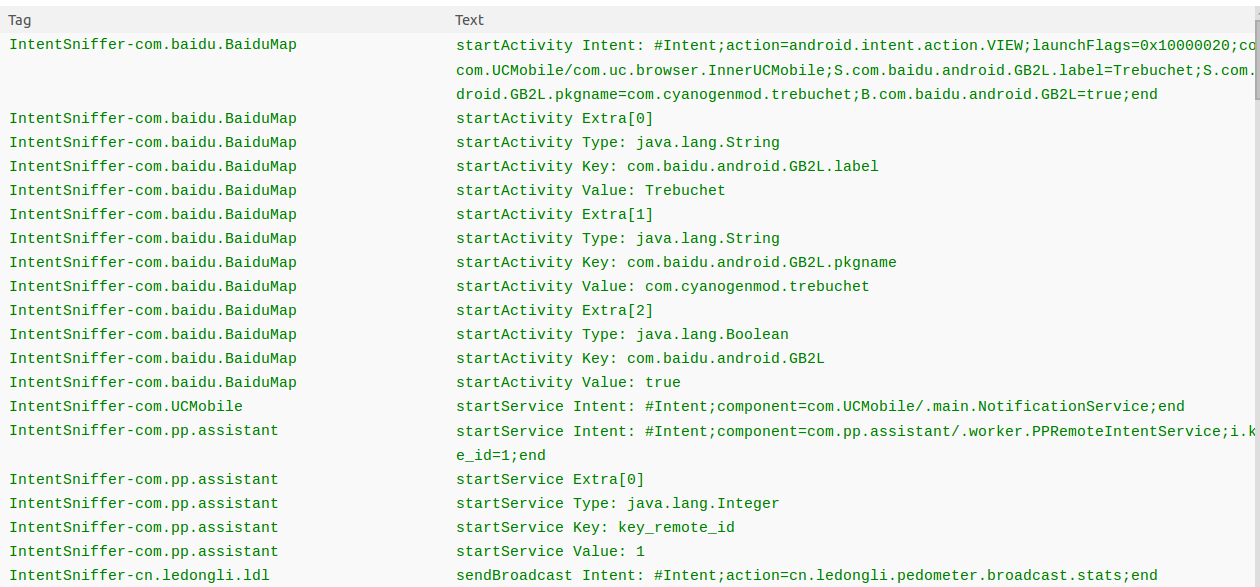 Tag Text
IntentSniffer-com.baidu.BaiduMap startActivity Intent: #Intent;action=android.intent.action.VIEW;launchFlags=0x10000020;co
com.UCMobile/com.uc.browser.InnerUCMobile;S.com.baidu.android.GB2L.label=Trebuchet;S.com.
droid.GB2L.pkgname=com.cyanogenmod.trebuchet;B.com.baidu.android.GB2L=true;end
IntentSniffer-com.baidu.BaiduMap startActivity Extra[0]
IntentSniffer-com.baidu.BaiduMap startActivity Type: java.lang.String
IntentSniffer-com.baidu.BaiduMap startActivity Key: com.baidu.android.GB2L.label
IntentSniffer-com.baidu.BaiduMap startActivity Value: Trebuchet
IntentSniffer-com.baidu.BaiduMap startActivity Extra[1]
IntentSniffer-com.baidu.BaiduMap startActivity Type: java.lang.String
IntentSniffer-com.baidu.BaiduMap startActivity Key: com.baidu.android.GB2L.pkgname
IntentSniffer-com.baidu.BaiduMap startActivity Value: com.cyanogenmod.trebuchet
IntentSniffer-com.baidu.BaiduMap startActivity Extra[2]
IntentSniffer-com.baidu.BaiduMap startActivity Type: java.lang.Boolean
IntentSniffer-com.baidu.BaiduMap startActivity Key: com.baidu.android.GB2L
IntentSniffer-com.baidu.BaiduMap startActivity Value: true
IntentSniffer-com.UCMobile startService Intent: #Intent;component=com.UCMobile/.main.NotificationService;end
IntentSniffer-com.pp.assistant startService Intent: #Intent;component=com.pp.assistant/.worker.PPRemoteIntentService;i.k
e_id=1;end
IntentSniffer-com.pp.assistant startService Extra[0]
IntentSniffer-com.pp.assistant startService Type: java.lang.Integer
IntentSniffer-com.pp.assistant startService Key: key_remote_id
IntentSniffer-com.pp.assistant startService Value: 1
IntentSniffer-cn.ledongli.ldl sendBroadcast Intent: #Intent;action=cn.ledongli.pedometer.broadcast.stats;end